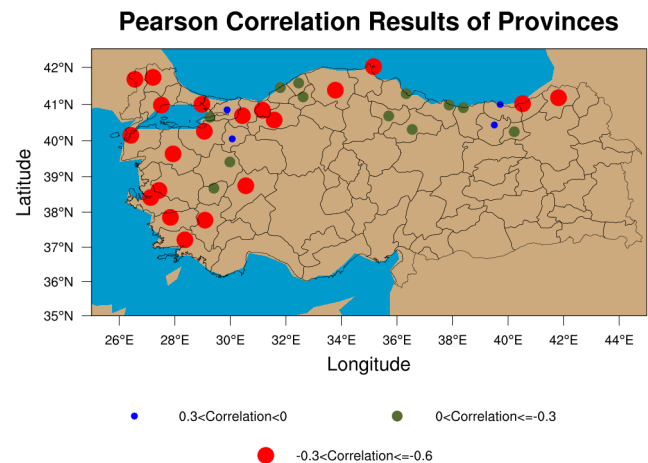 Pearson Correlation Results of Provinces
42°N
41°N
40°N
39°N
38°N
37°N
36°N
35°N
Latitude
26°E 28°E 30°E 32°E 34°E 36°E 38°E 40°E 42°E 44°E
Longitude
0.3<Correlation<0 0<Correlation<=-0.3
-0.3<Correlation<=-0.6